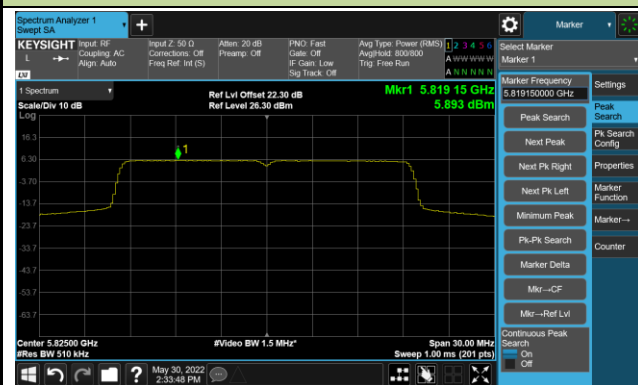 Spectrum Analyzer 1
Swept SA
+
Marker
KEYSIGHT
L
LXI
Input: RF
Coupling: AC
Align: Auto
Input Z: 50 Ω
Corrections: Off
Freq Ref: Int (S)
Atten: 20 dB
Preamp: Off
PNO: Fast
Gate: Off
IF Gain: Low
Sig Track: Off
Avg Type: Power (RMS)
Avg|Hold: 800/800
Trig: Free Run
1 2 3 4 5 6
A W W W W W
A N N N N N
Select Marker
Marker 1
1 Spectrum
Scale/Div 10 dB
Log
Ref Lvl Offset 22.30 dB
Ref Level 26.30 dBm
Mkr1 5.819 15 GHz
5.893 dBm
16.3
6.30
-3.70
-13.7
-23.7
-33.7
-43.7
-53.7
-63.7
1
Center 5.82500 GHz
#Res BW 510 kHz
#Video BW 1.5 MHz*
Span 30.00 MHz
Sweep 1.00 ms (201 pts)
Marker Frequency
5.819150000 GHz
Peak Search
Next Peak
Next Pk Right
Next Pk Left
Minimum Peak
Pk-Pk Search
Marker Delta
Mkr→CF
Mkr→Ref Lvl
Continuous Peak
Search
On
Off
Settings
Peak
Search
Pk Search
Config
Properties
Marker
Function
Marker→
Counter
?
May 30, 2022
2:33:48 PM